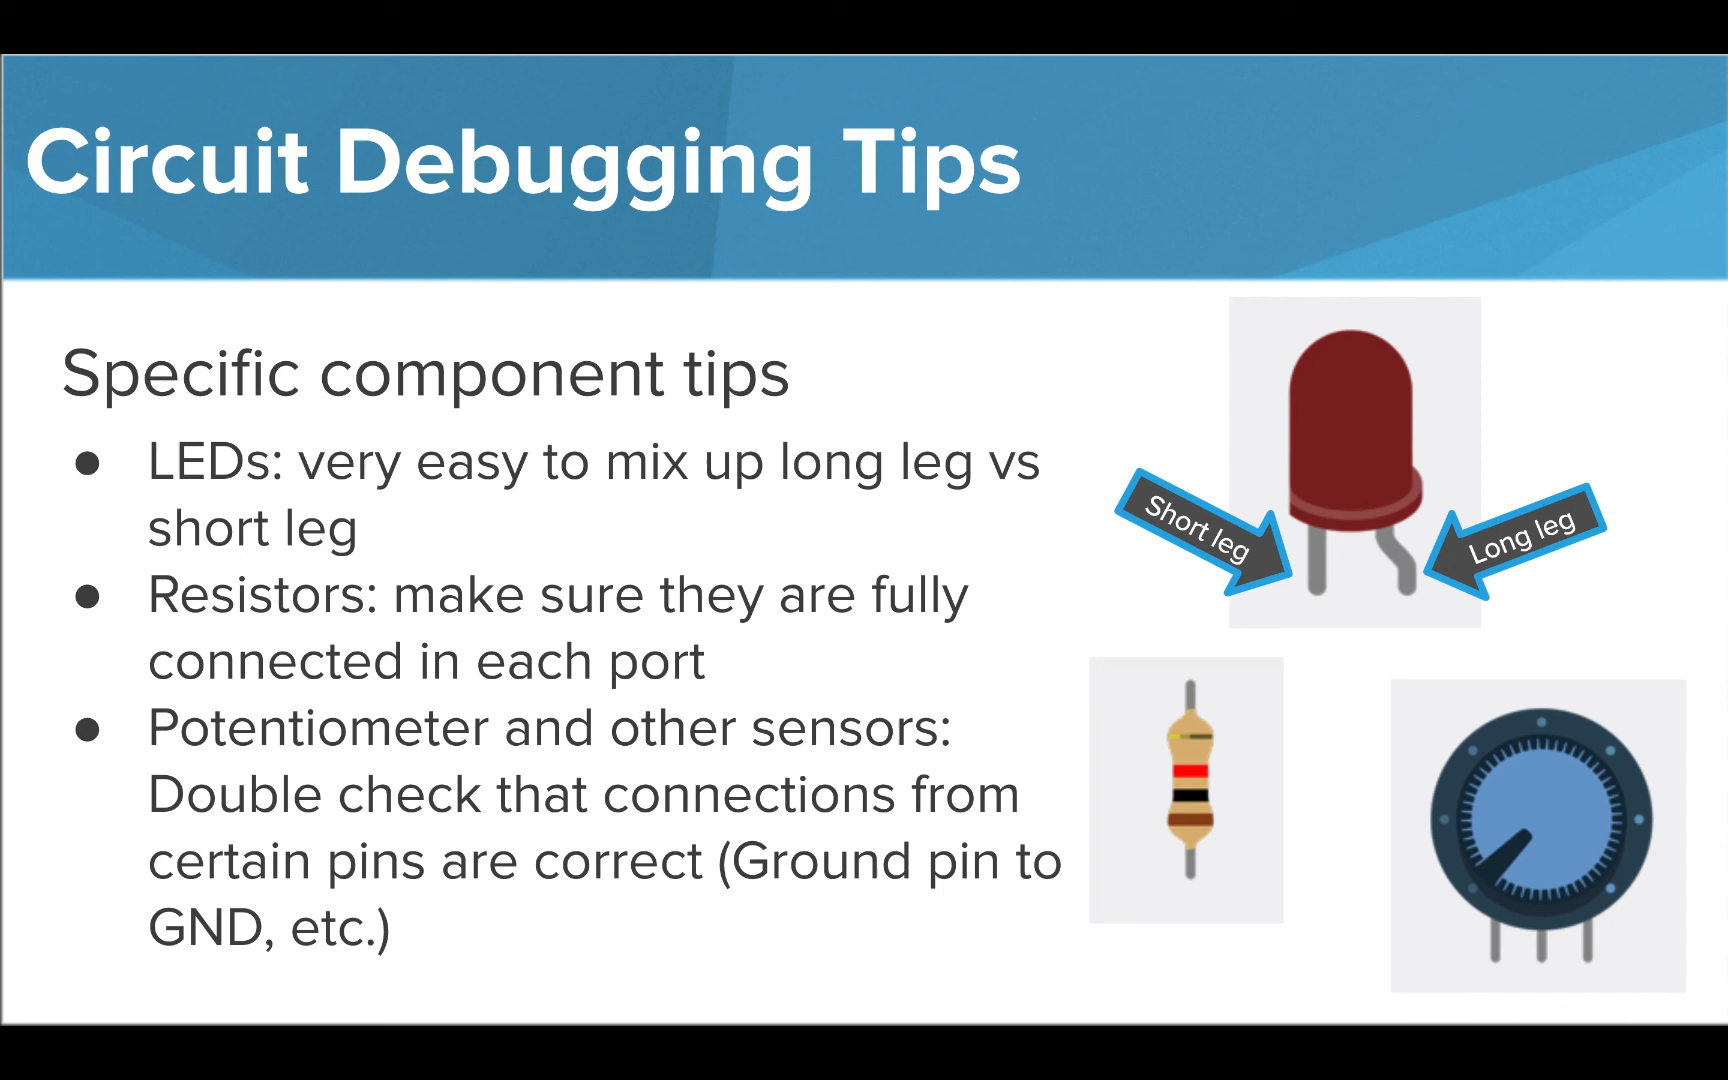 Circuit Debugging Tips
Specific component tips
● LEDs: very easy to mix up long leg vs
short leg
● Resistors: make sure they are fully
connected in each port
● Potentiometer and other sensors:
Double check that connections from
certain pins are correct (Ground pin to
GND, etc.)
Short leg
Long leg